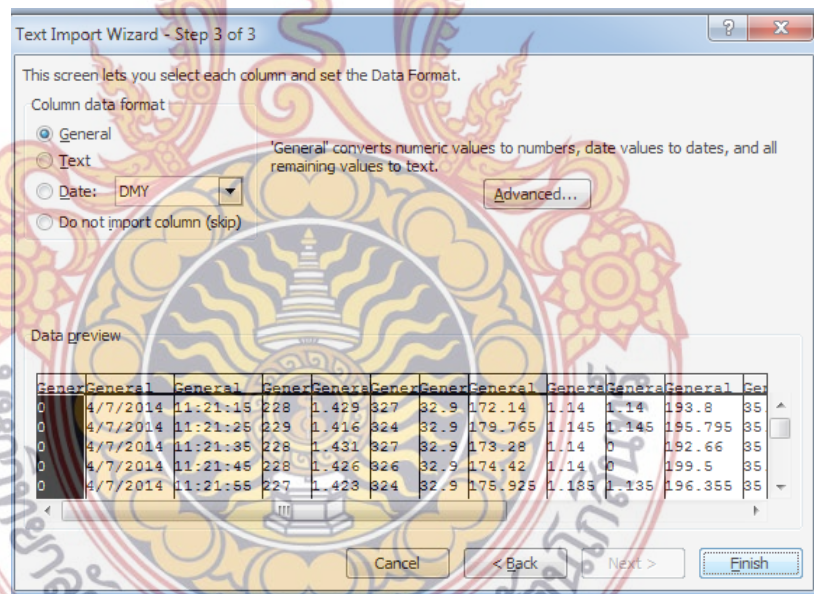 Text Import Wizard - Step 3 of 3
This screen lets you select each column and set the Data Format.
Column data format
General
Text
Date: DMY
Do not import column (skip)
'General' converts numeric values to numbers, date values to dates, and all
remaining values to text.
Advanced...
Data preview
Gener General General Gener Genera Gener Gener General Genera Genera General Gen
0 4/7/2014 11:21:15 228 1.429 327 32.9 172.14 1.14 1.14 193.8 35.
0 4/7/2014 11:21:25 229 1.416 324 32.9 179.765 1.145 1.145 195.795 35.
0 4/7/2014 11:21:35 228 1.431 327 32.9 173.28 1.14 0 192.66 35.
0 4/7/2014 11:21:45 228 1.426 326 32.9 174.42 1.14 0 199.5 35.
0 4/7/2014 11:21:55 227 1.423 324 32.9 175.925 1.135 1.135 196.355 35
Cancel
< Back
Next >
Finish